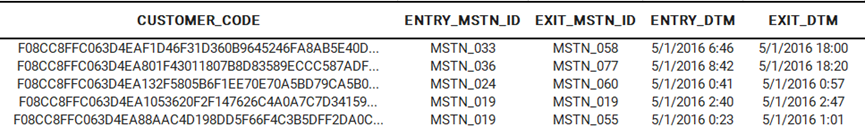 CUSTOMER_CODE ENTRY_MSTN_ID EXIT_MSTN_ID ENTRY_DTM EXIT_DTM
F08CC8FFC063D4EAF1D46F31D360B9645246FA8AB5E40D... MSTN_033 MSTN_058 5/1/2016 6:46 5/1/2016 18:00
F08CC8FFC063D4EA801F43011807B8D83589ECCC587ADF... MSTN_036 MSTN_077 5/1/2016 8:42 5/1/2016 18:20
F08CC8FFC063D4EA132F5805B6F1EE70E70A5BD79CA5B0... MSTN_024 MSTN_060 5/1/2016 0:41 5/1/2016 0:57
F08CC8FFC063D4EA1053620F2F147626C4A0A7C7D34159... MSTN_019 MSTN_019 5/1/2016 2:40 5/1/2016 2:47
F08CC8FFC063D4EA88AAC4D198DD5F66F4C3B5DFF2DA0C... MSTN_019 MSTN_055 5/1/2016 0:23 5/1/2016 1:01